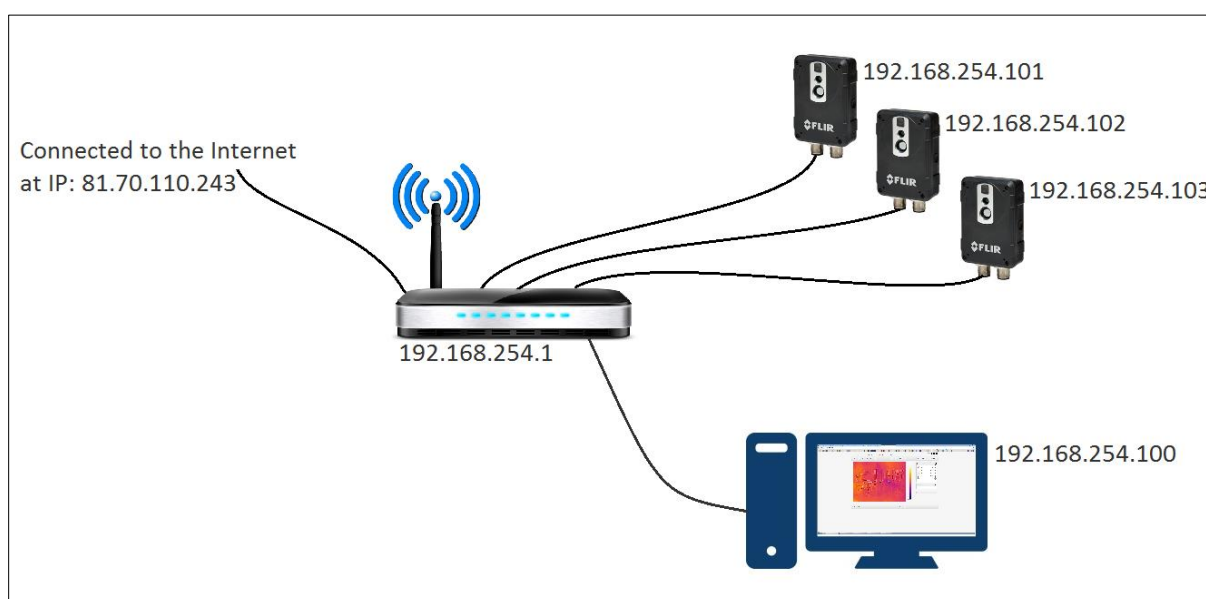 192.168.254.101
192.168.254.102
192.168.254.103
Connected to the Internet
at IP: 81.70.110.243
FLIR
FLIR
FLIR
192.168.254.1
192.168.254.100